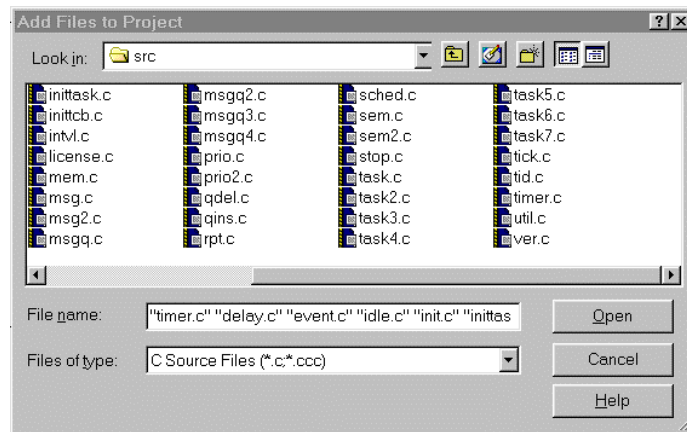 Add Files to Project
Look in: src
inittask.c msgq2.c sched.c task5.c
inittcb.c msgq3.c sem.c task6.c
intvl.c msgq4.c sem2.c task7.c
license.c prio.c stop.c tick.c
mem.c prio2.c task.c tid.c
msg.c qdel.c task2.c timer.c
msg2.c qins.c task3.c util.c
msgq.c rpt.c task4.c ver.c
File name: "timer.c" "delay.c" "event.c" "idle.c" "init.c" "inittas Open
Files of type: C Source Files (*.c;*.ccc) Cancel
Help